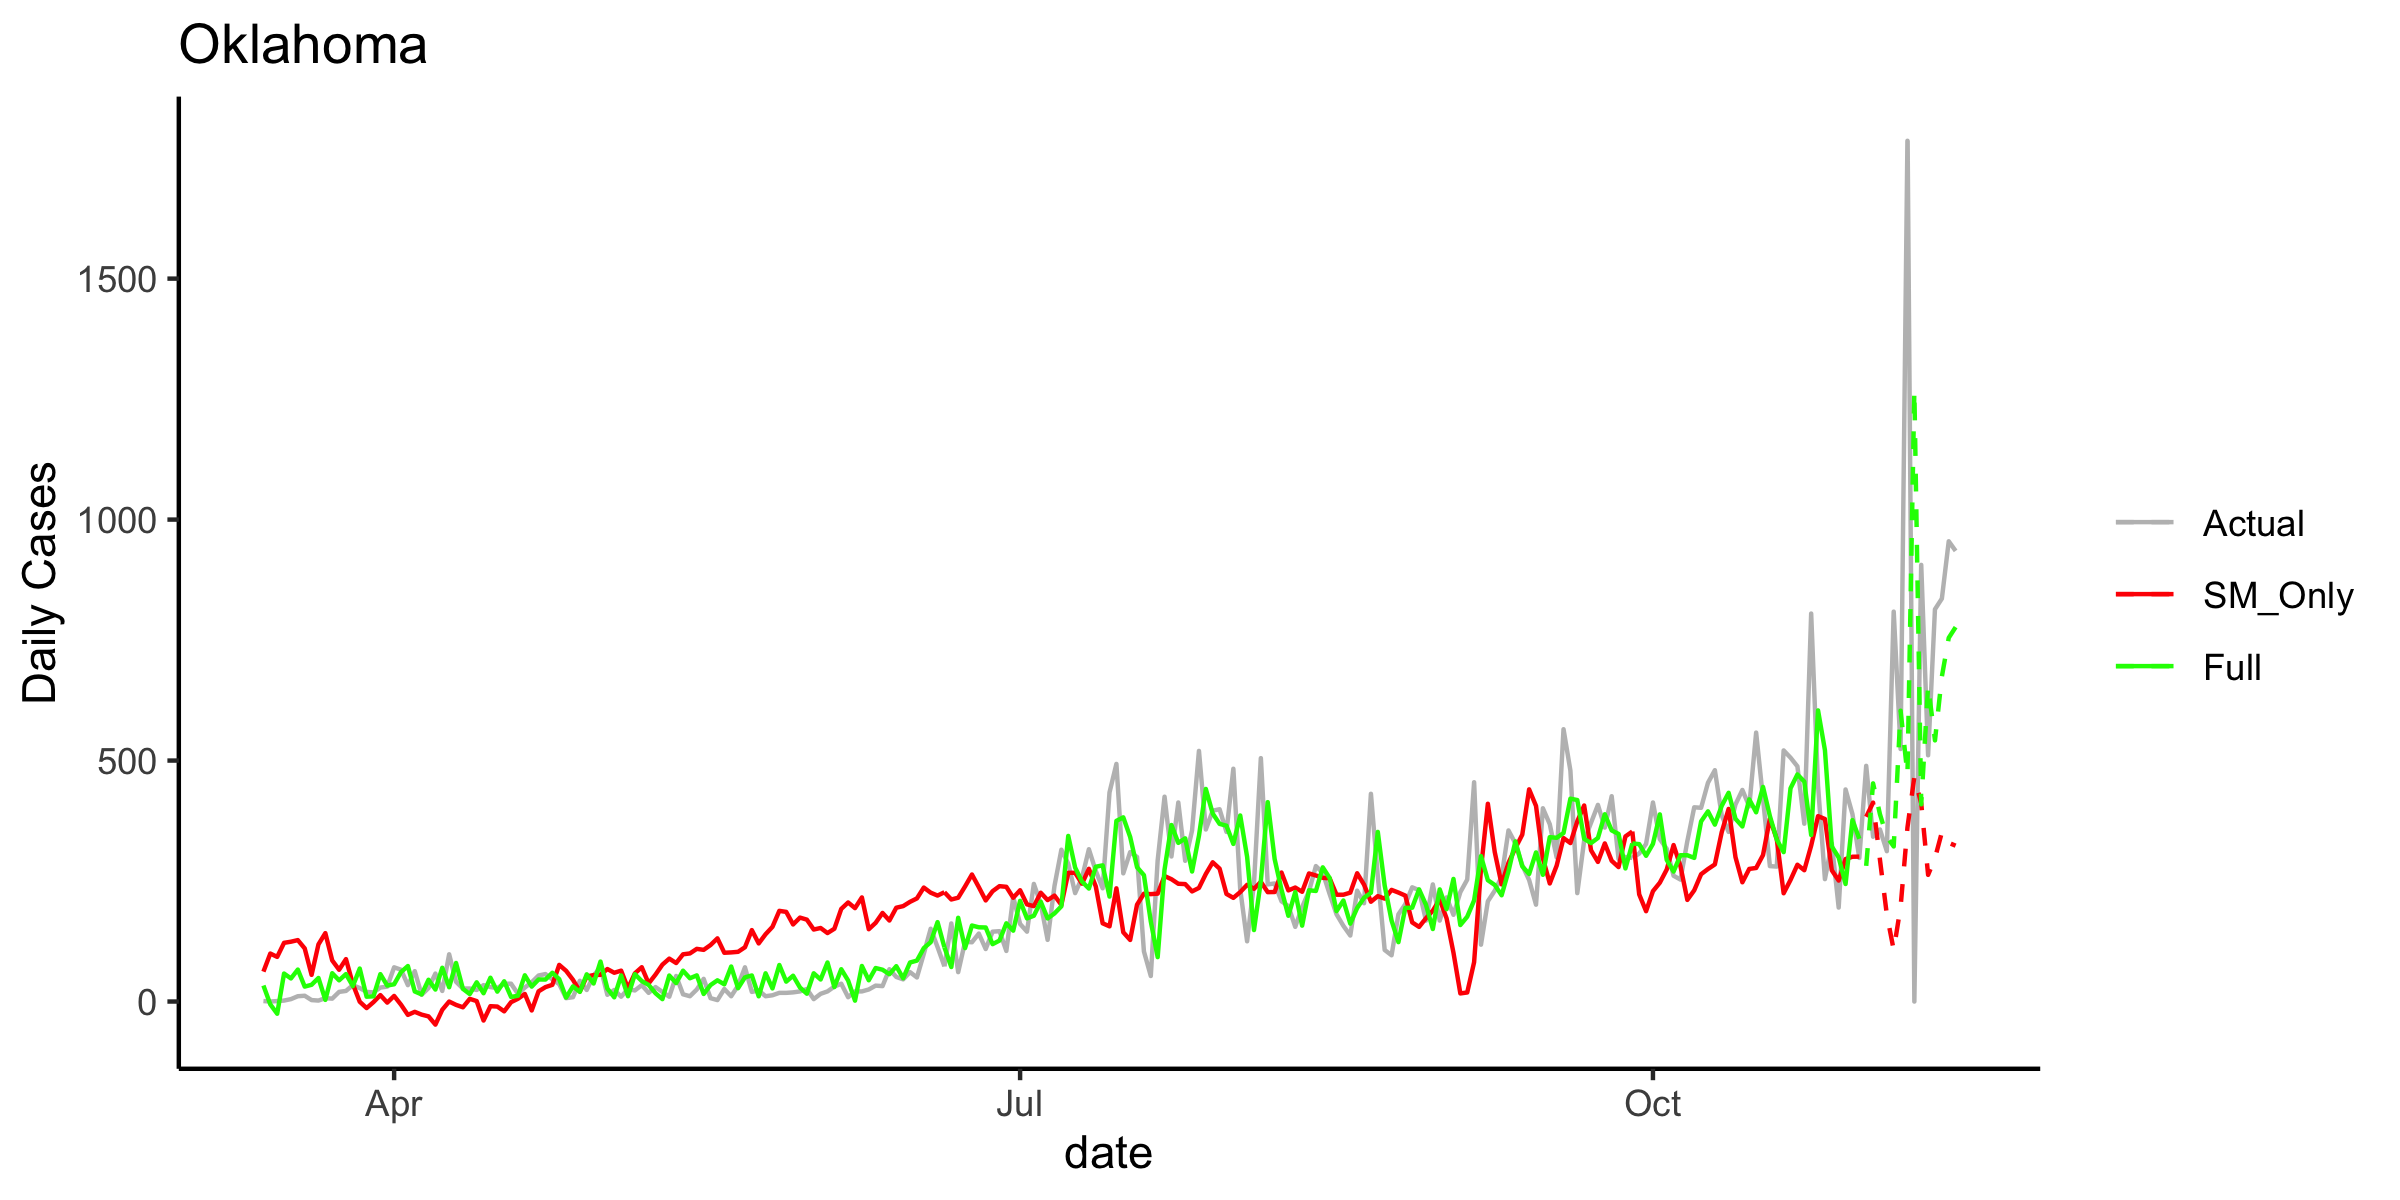 Oklahoma
Daily Cases
1500
1000
500
0
Apr
Jul
Oct
date
Actual
SM_Only
Full